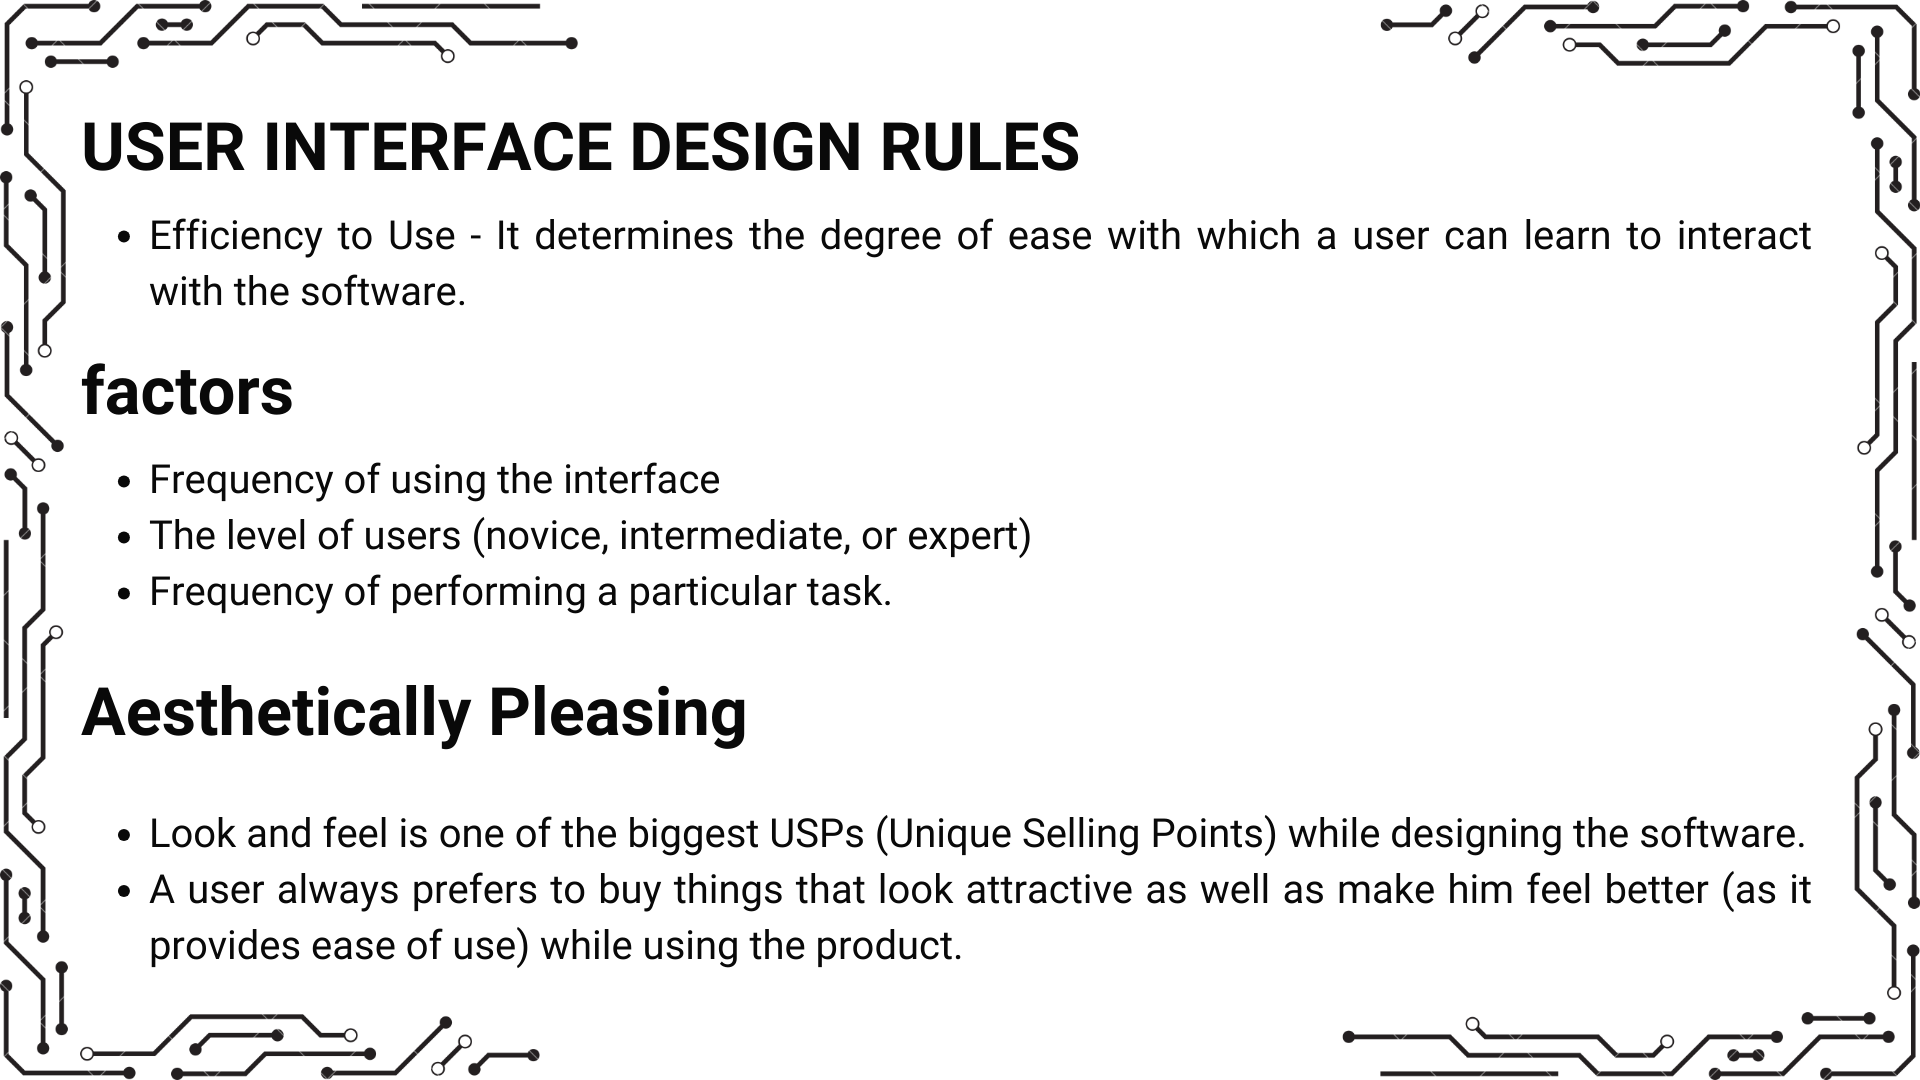 USER INTERFACE DESIGN RULES
• Efficiency to Use - It determines the degree of ease with which a user can learn to interact
with the software.
factors
• Frequency of using the interface
• The level of users (novice, intermediate, or expert)
• Frequency of performing a particular task.
Aesthetically Pleasing
• Look and feel is one of the biggest USPs (Unique Selling Points) while designing the software.
• A user always prefers to buy things that look attractive as well as make him feel better (as it
provides ease of use) while using the product.